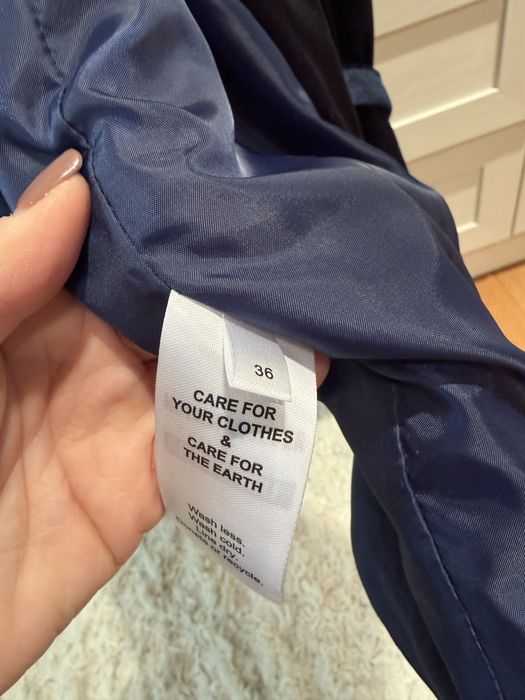 36
CARE FOR
YOUR CLOTHES
&
CARE FOR
THE EARTH
Wash less.
Wash cold.
Line dry.
Donate or recycle.